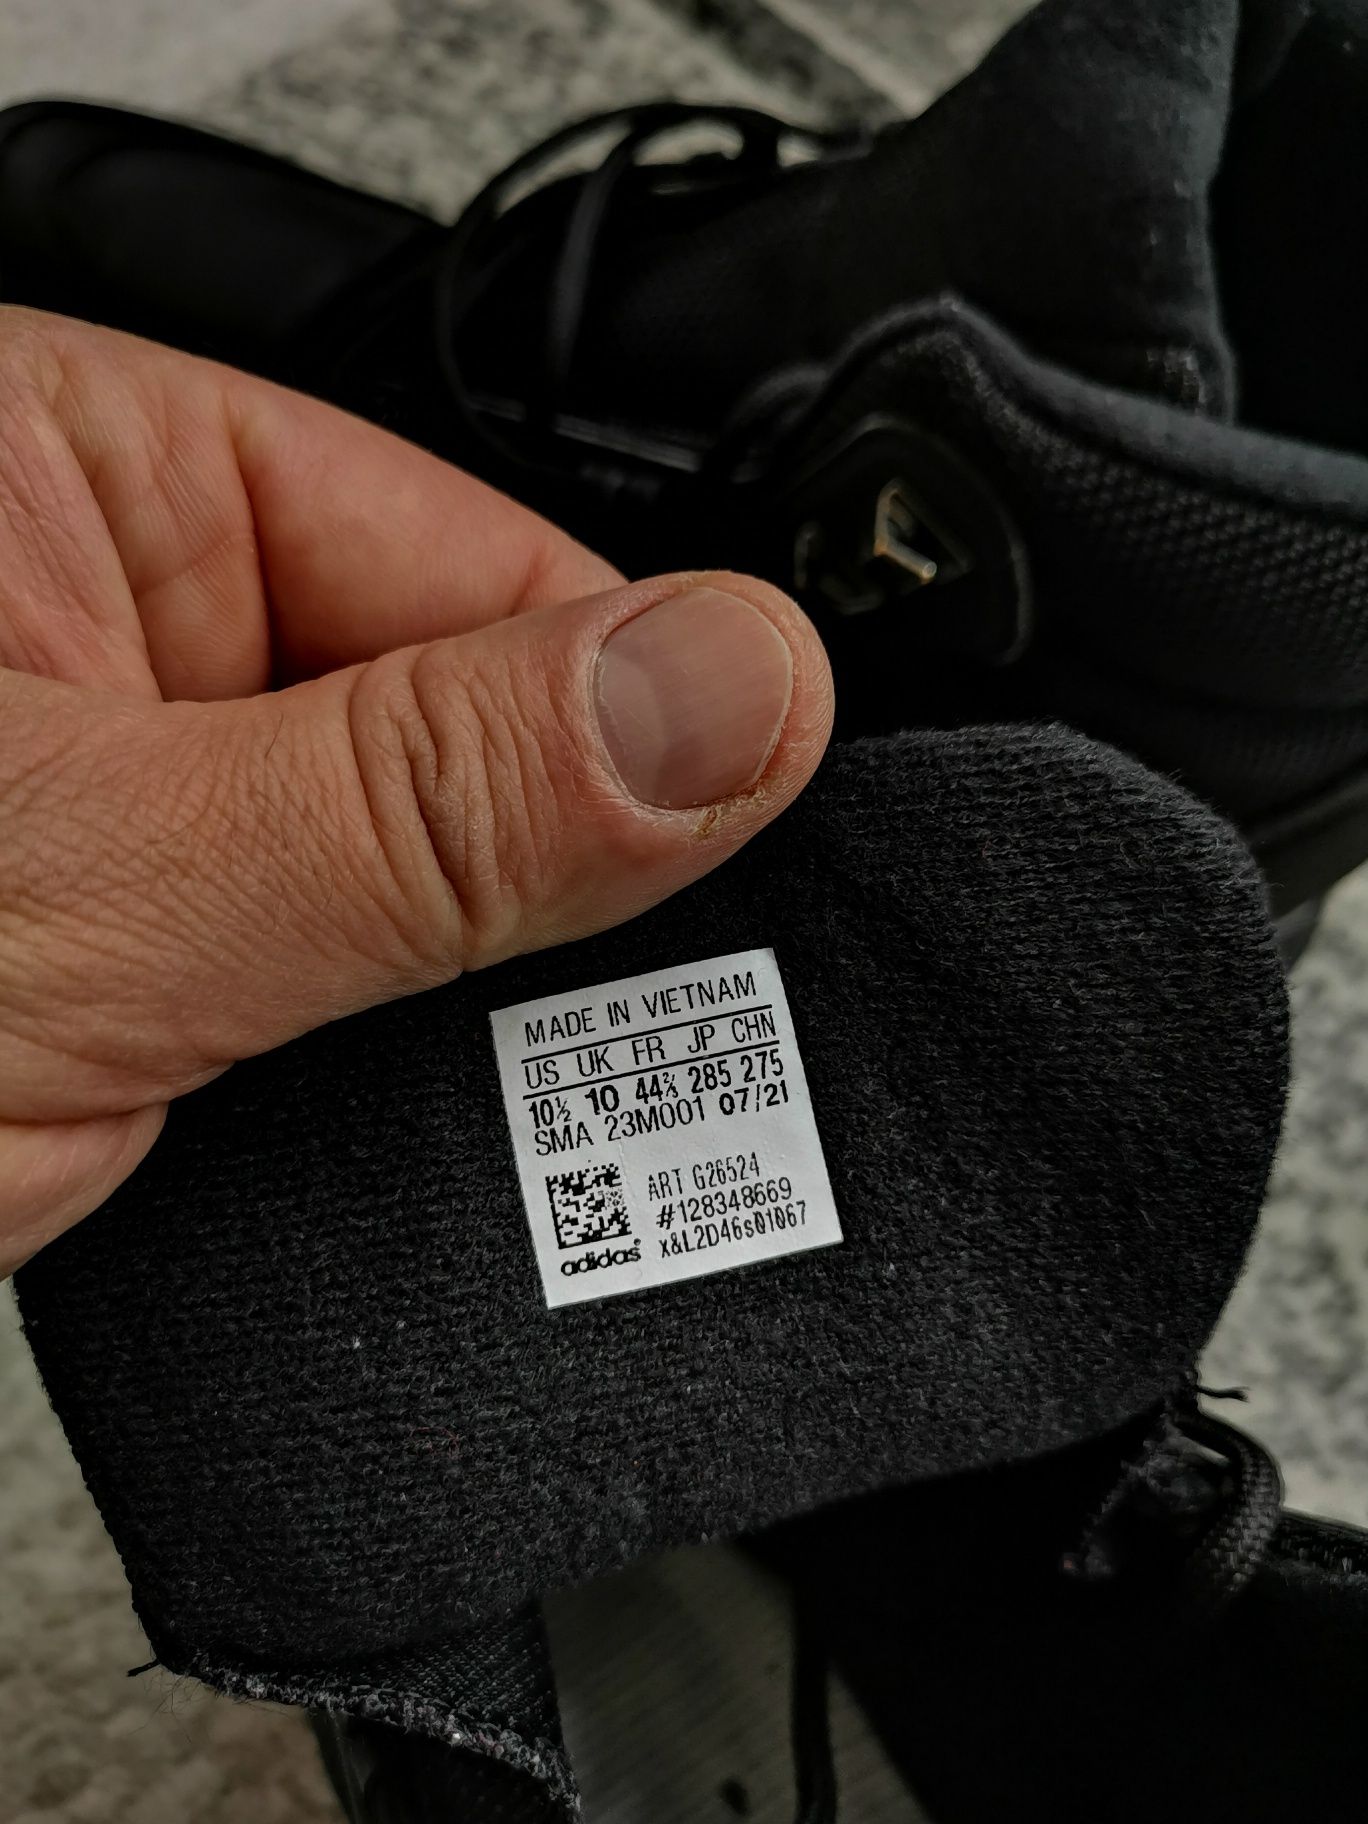 MADE IN VIETNAM
US UK FR JP CHN
10½ 10 44⅔ 285 275
SMA 23M001 07/21
ART G26524
#128348669
x&L2D46s01067
adidas®